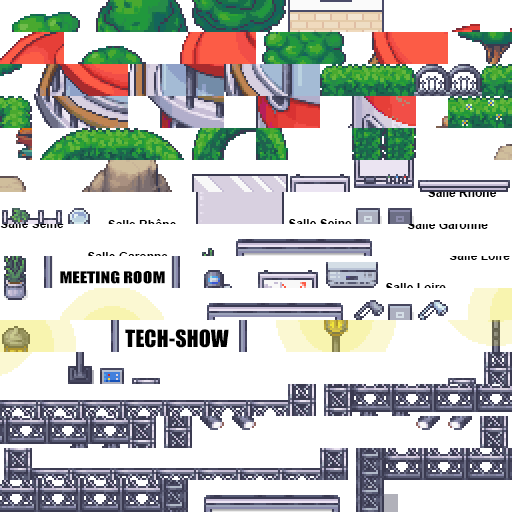 Salle Rhône
Salle Seine
Salle Rhône
Salle Seine
Salle Garonne
Salle Garonne
Salle Loire
MEETING ROOM
Salle Loire
TECH-SHOW